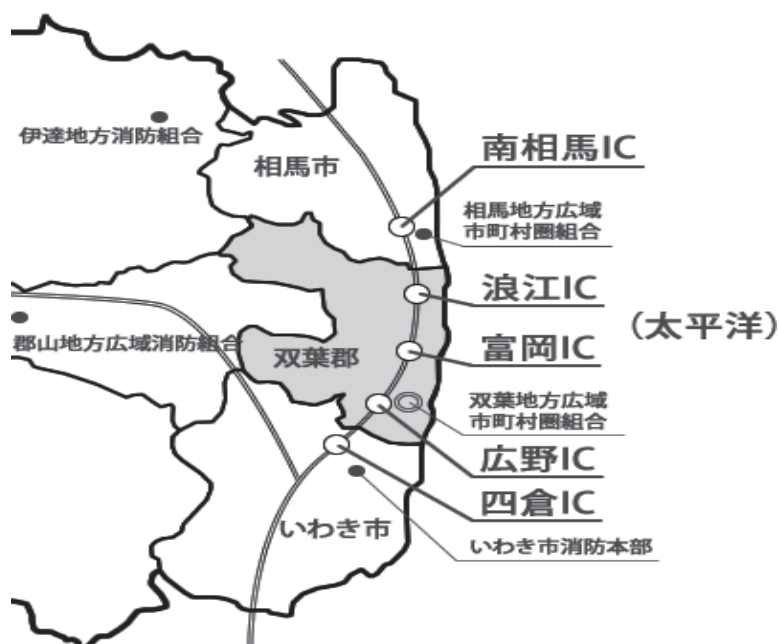 伊達地方消防組合
相馬市
南相馬IC
相馬地方広域
市町村圏組合
浪江IC
(太平洋)
郡山地方広域消防組合
双葉郡
富岡IC
双葉地方広域
市町村圏組合
広野IC
四倉IC
いわき市
いわき市消防本部